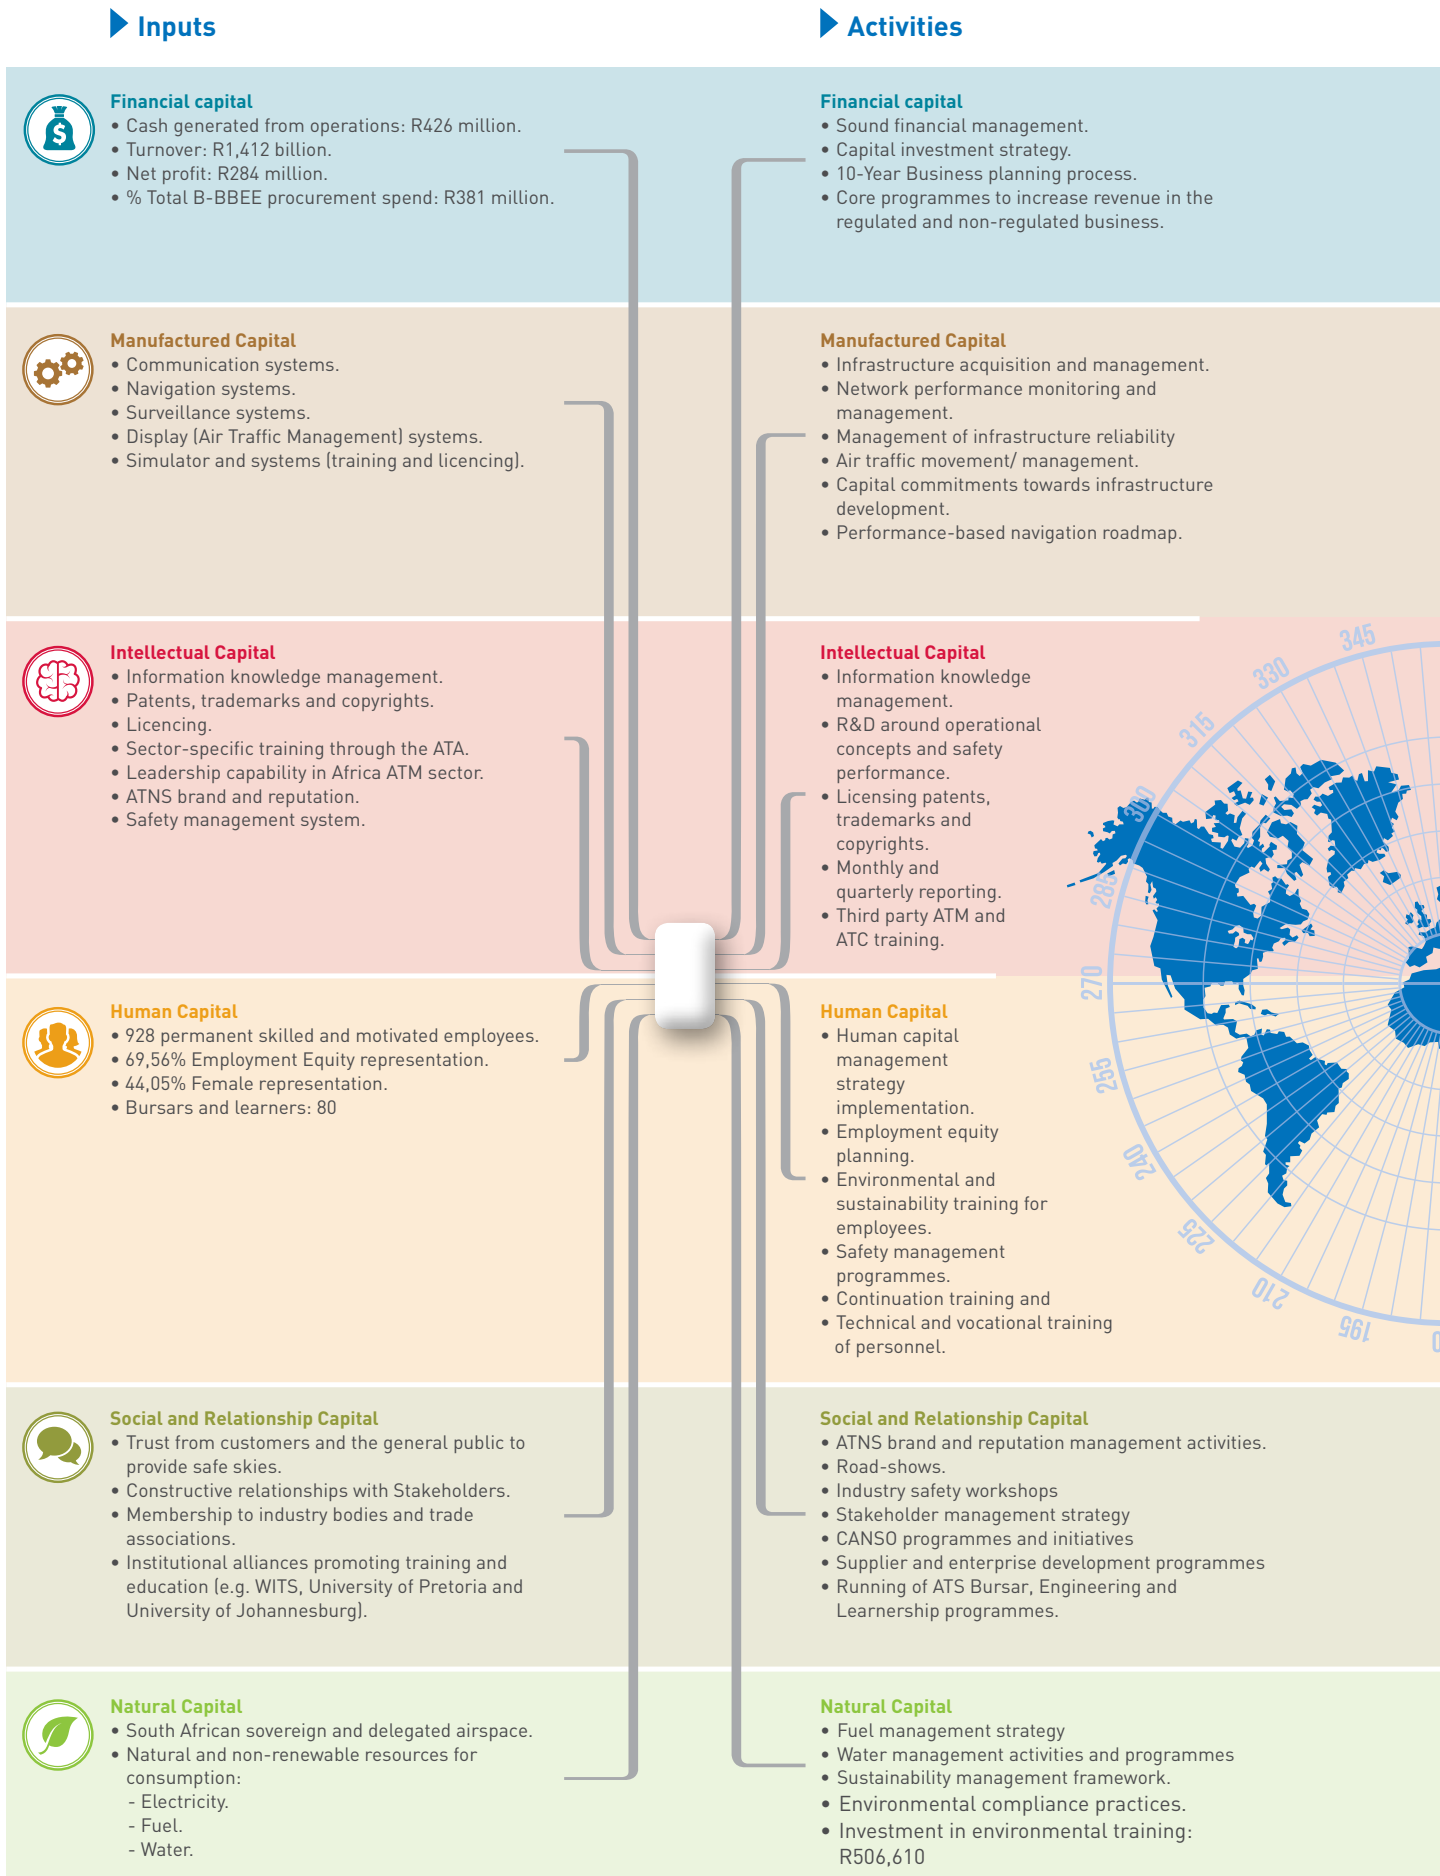 Inputs
Activities
Financial capital
• Cash generated from operations: R426 million.
• Turnover: R1,412 billion.
• Net profit: R284 million.
• % Total B-BBEE procurement spend: R381 million.
Financial capital
• Sound financial management.
• Capital investment strategy.
• 10-Year Business planning process.
• Core programmes to increase revenue in the
regulated and non-regulated business.
Manufactured Capital
• Communication systems.
• Navigation systems.
• Surveillance systems.
• Display (Air Traffic Management) systems.
• Simulator and systems (training and licencing).
Manufactured Capital
• Infrastructure acquisition and management.
• Network performance monitoring and
management.
• Management of infrastructure reliability
• Air traffic movement/ management.
• Capital commitments towards infrastructure
development.
• Performance-based navigation roadmap.
Intellectual Capital
• Information knowledge management.
• Patents, trademarks and copyrights.
• Licencing.
• Sector-specific training through the ATA.
• Leadership capability in Africa ATM sector.
• ATNS brand and reputation.
• Safety management system.
Intellectual Capital
• Information knowledge
management.
• R&D around operational
concepts and safety
performance.
• Licensing patents,
trademarks and
copyrights.
• Monthly and
quarterly reporting.
• Third party ATM and
ATC training.
345
330
315
300
285
270
255
240
225
210
195
Human Capital
• 928 permanent skilled and motivated employees.
• 69,56% Employment Equity representation.
• 44,05% Female representation.
• Bursars and learners: 80
Human Capital
• Human capital
management
strategy
implementation.
• Employment equity
planning.
• Environmental and
sustainability training for
employees.
• Safety management
programmes.
• Continuation training and
• Technical and vocational training
of personnel.
Social and Relationship Capital
• Trust from customers and the general public to
provide safe skies.
• Constructive relationships with Stakeholders.
• Membership to industry bodies and trade
associations.
• Institutional alliances promoting training and
education (e.g. WITS, University of Pretoria and
University of Johannesburg).
Social and Relationship Capital
• ATNS brand and reputation management activities.
• Road-shows.
• Industry safety workshops
• Stakeholder management strategy
• CANSO programmes and initiatives
• Supplier and enterprise development programmes
• Running of ATS Bursar, Engineering and
Learnership programmes.
Natural Capital
• South African sovereign and delegated airspace.
• Natural and non-renewable resources for
consumption:
- Electricity.
- Fuel.
- Water.
Natural Capital
• Fuel management strategy
• Water management activities and programmes
• Sustainability management framework.
• Environmental compliance practices.
• Investment in environmental training:
R506,610